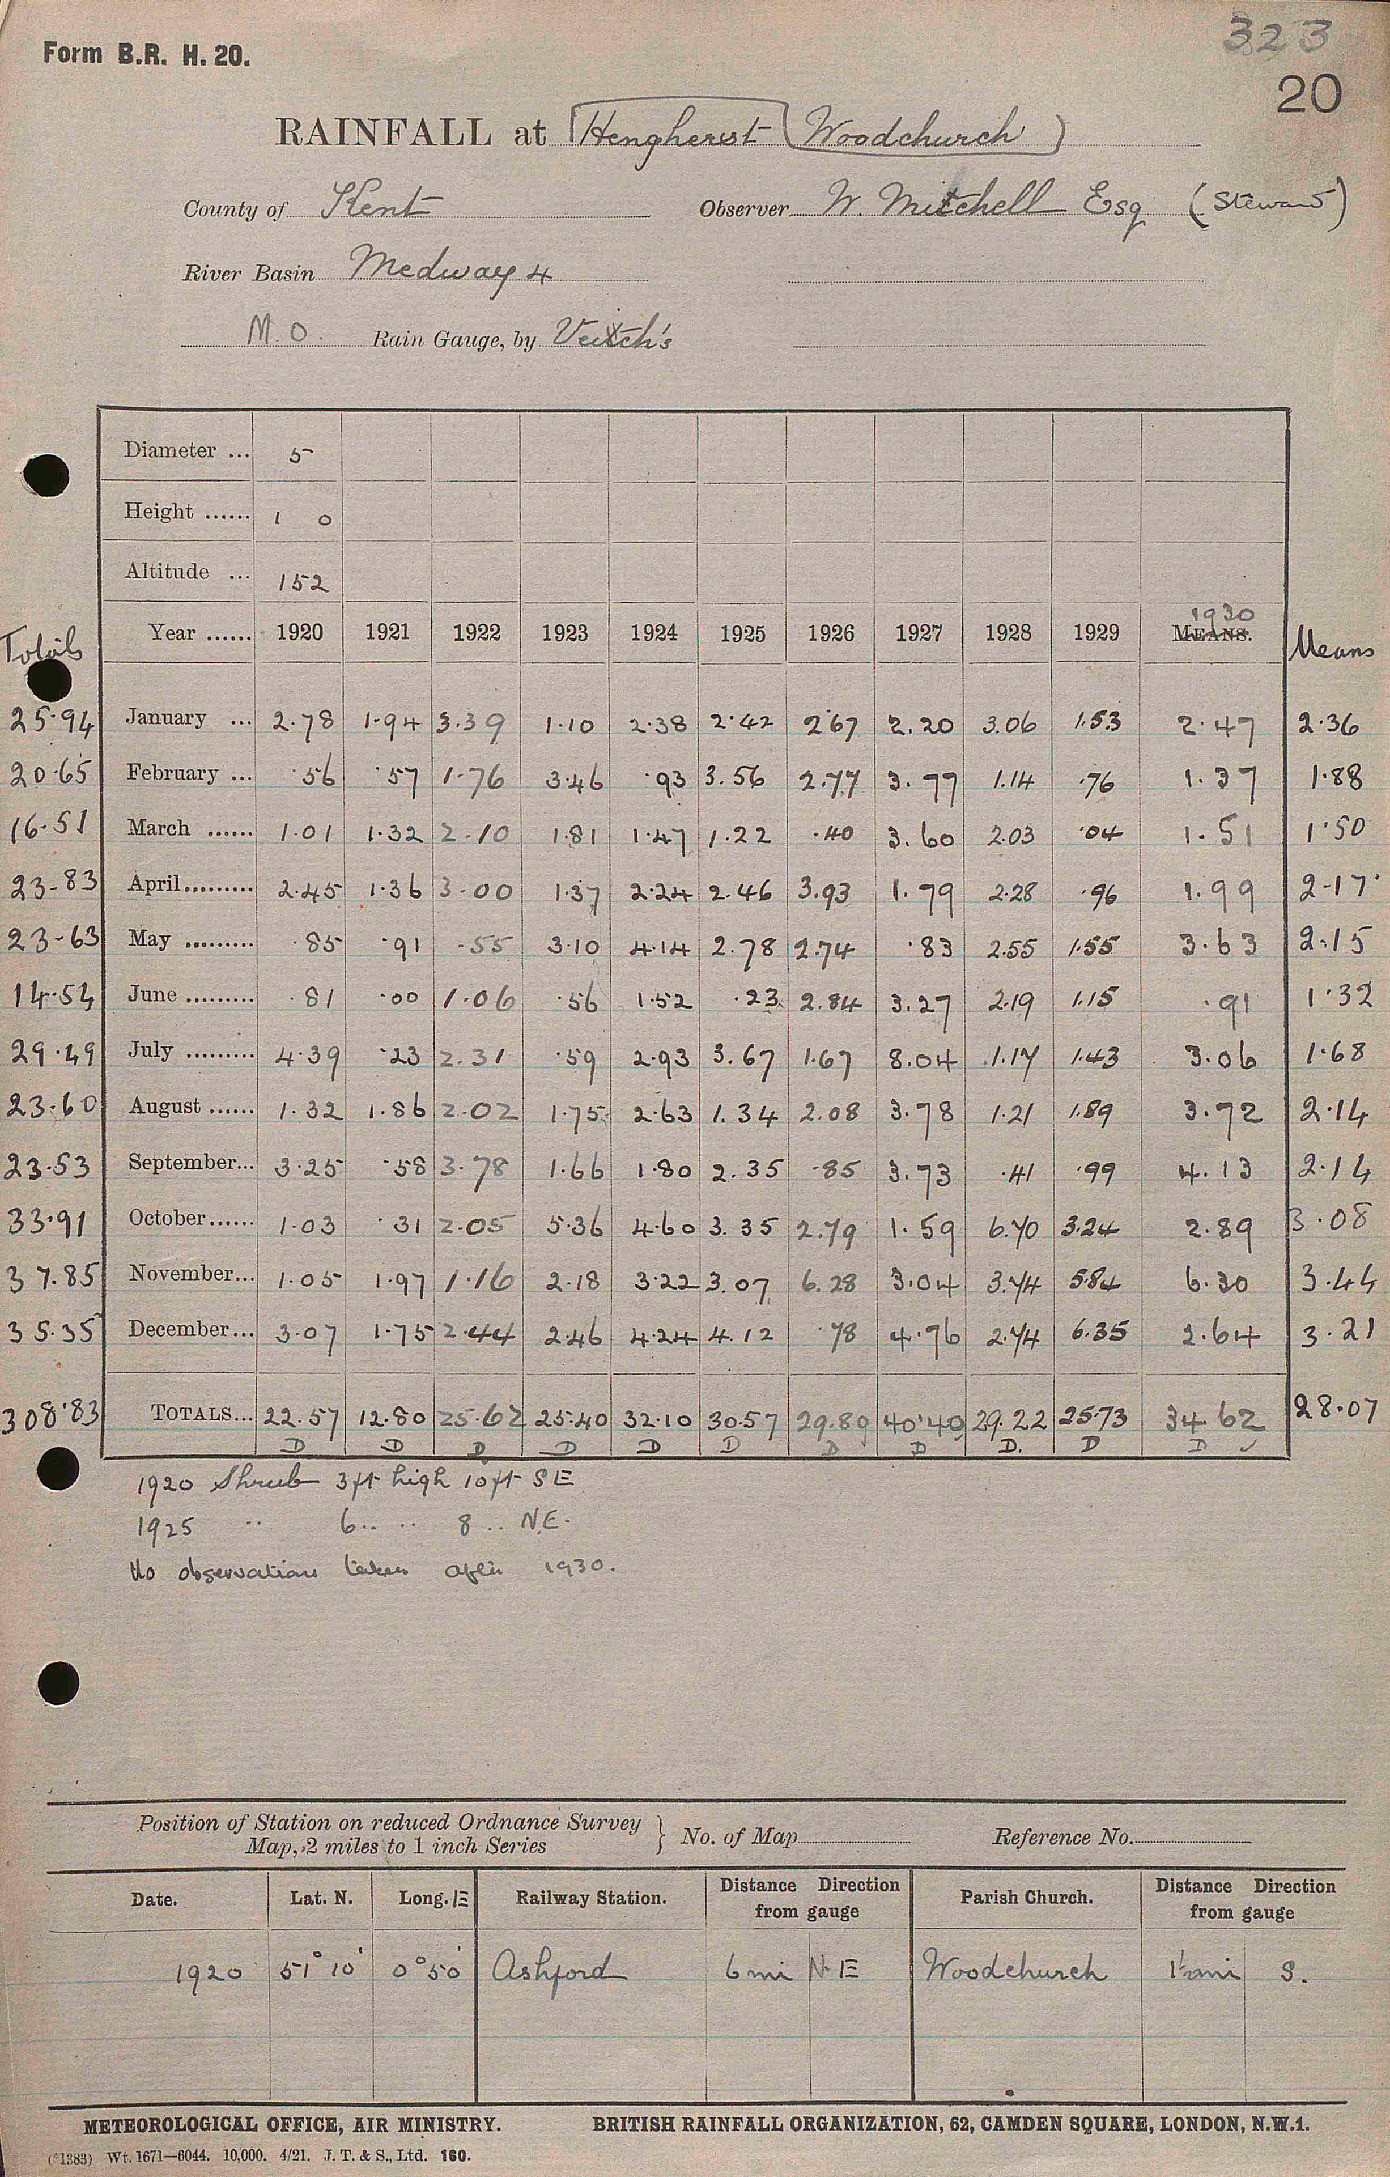 323
Form B.R. H. 20.
20
RAINFALL at Hengherst (Woodchurch)
County of Kent Observer W. Mitchell Esq (Steward)
River Basin Medway 4
M.O. Rain Gauge, by Veitch's
Diameter ... 5
Height ...... 1 0
Altitude ... 152
1930
Totals Year ...... 1920 1921 1922 1923 1924 1925 1926 1927 1928 1929 MEANS. Means
25.94 January ... 2.78 1.94 3.39 1.10 2.38 2.42 2.67 2.20 3.06 1.53 2.47 2.36
20.65 February ... .56 .57 1.76 3.46 .93 3.56 2.77 3.77 1.14 .76 1.37 1.88
16.51 March ...... 1.01 1.32 2.10 1.81 1.47 1.22 .40 3.60 2.03 .04 1.51 1.50
23.83 April......... 2.45 1.36 3.00 1.37 2.24 2.46 3.93 1.79 2.28 .96 1.99 2.17
23.63 May ......... .85 .91 .55 3.10 4.14 2.78 2.74 .83 2.55 1.55 3.63 2.15
14.54 June ......... .81 .00 1.06 .56 1.52 .23 2.84 3.27 2.19 1.15 .91 1.32
29.49 July ......... 4.39 .23 2.31 .59 2.93 3.67 1.67 8.04 1.17 1.43 3.06 1.68
23.60 August ...... 1.32 1.86 2.02 1.75 2.63 1.34 2.08 3.78 1.21 1.89 3.72 2.14
23.53 September... 3.25 .58 3.78 1.66 1.80 2.35 .85 3.73 .41 .99 4.13 2.14
33.91 October...... 1.03 .31 2.05 5.36 4.60 3.35 2.79 1.59 6.70 3.24 2.89 3.08
37.85 November... 1.05 1.97 1.16 2.18 3.22 3.07 6.28 3.04 3.74 5.84 6.30 3.44
35.35 December... 3.07 1.75 2.44 2.46 4.24 4.12 .78 4.76 2.74 6.35 2.64 3.21
308.83 TOTALS... 22.57 12.80 25.62 25.40 32.10 30.57 29.80 40.40 29.22 25.73 34.62 28.07
D D D D D D D D D. D D ✓
1920 Shrub 3ft high 10ft SE
1925 " 6 .. .. 8 .. N.E.
No observations taken after 1930.
Position of Station on reduced Ordnance Survey
Map, 2 miles to 1 inch Series } No. of Map Reference No.
Date. Lat. N. Long. E Railway Station. Distance Direction from gauge Parish Church. Distance Direction from gauge
1920 51° 10' 0° 50' Ashford 6 mi N E Woodchurch 1½ mi S.
METEOROLOGICAL OFFICE, AIR MINISTRY. BRITISH RAINFALL ORGANIZATION, 62, CAMDEN SQUARE, LONDON, N.W.1.
(*1383) Wt. 1671—6044. 10,000. 4/21. J. T. & S., Ltd. 160.